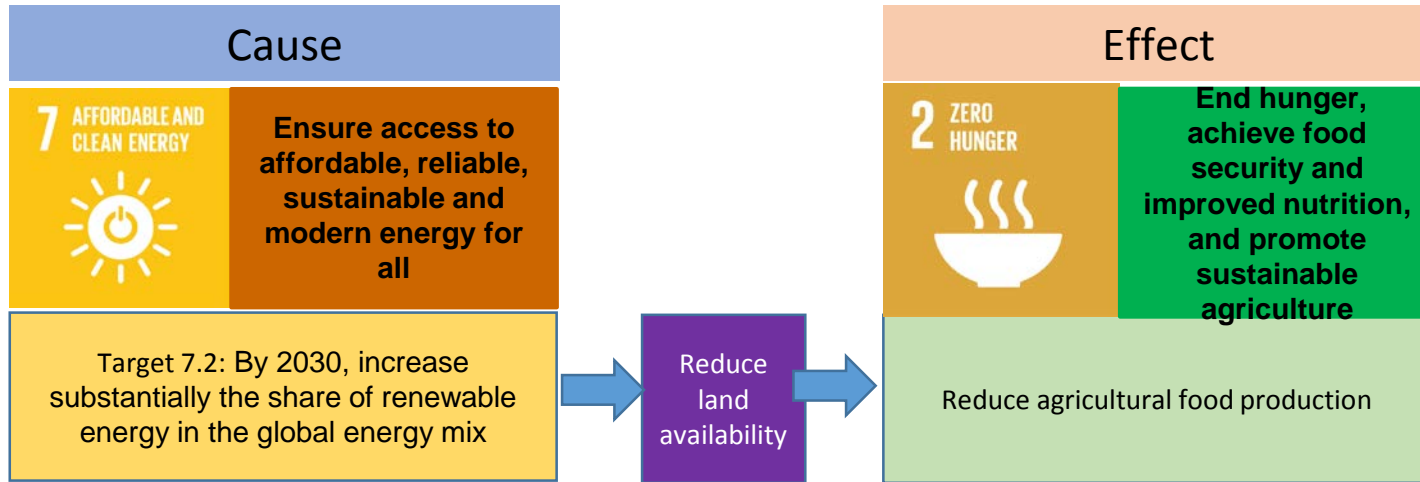 Cause
Effect
7 AFFORDABLE AND
CLEAN ENERGY
Ensure access to
affordable, reliable,
sustainable and
modern energy for
all
2 ZERO
HUNGER
End hunger,
achieve food
security and
improved nutrition,
and promote
sustainable
agriculture
Target 7.2: By 2030, increase
substantially the share of renewable
energy in the global energy mix
Reduce
land
availability
Reduce agricultural food production